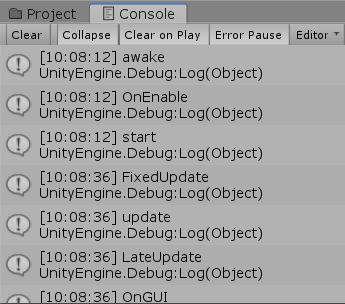 Project Console
Clear Collapse Clear on Play Error Pause Editor
[10:08:12] awake
UnityEngine.Debug:Log(Object)
[10:08:12] OnEnable
UnityEngine.Debug:Log(Object)
[10:08:12] start
UnityEngine.Debug:Log(Object)
[10:08:36] FixedUpdate
UnityEngine.Debug:Log(Object)
[10:08:36] update
UnityEngine.Debug:Log(Object)
[10:08:36] LateUpdate
UnityEngine.Debug:Log(Object)
[10:08:36] OnGUI